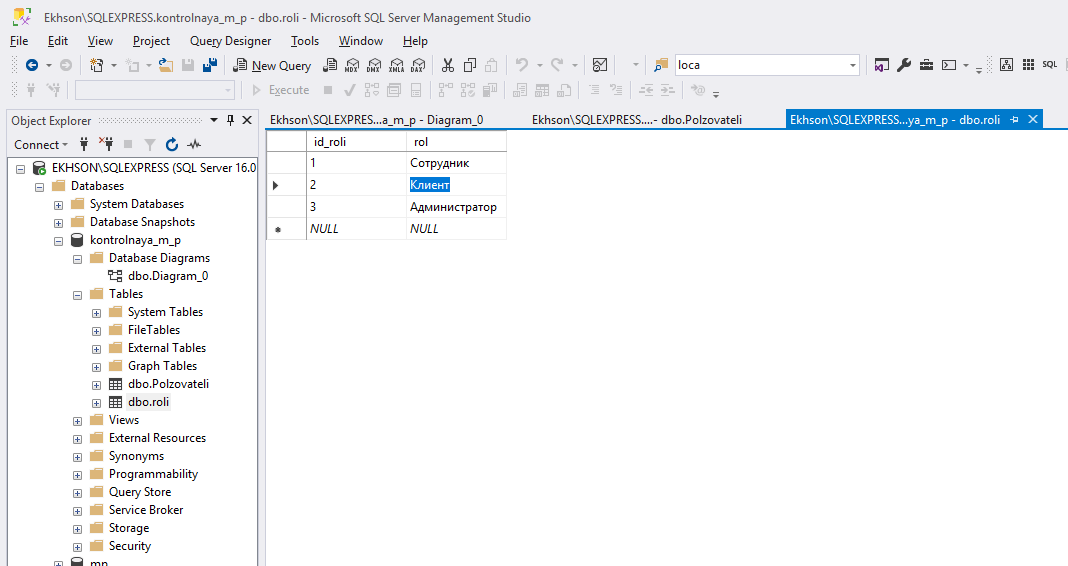 Ekhson\SQLEXPRESS.kontrolnaya_m_p - dbo.roli - Microsoft SQL Server Management Studio
File Edit View Project Query Designer Tools Window Help
New Query MDX DMX XMLA DAX loca SQL
Execute
Object Explorer
Connect
EKHSON\SQLEXPRESS (SQL Server 16.0
Databases
System Databases
Database Snapshots
kontrolnaya_m_p
Database Diagrams
dbo.Diagram_0
Tables
System Tables
FileTables
External Tables
Graph Tables
dbo.Polzovateli
dbo.roli
Views
External Resources
Synonyms
Programmability
Query Store
Service Broker
Storage
Security
mn
Ekhson\SQLEXPRES...a_m_p - Diagram_0 Ekhson\SQLEXPRESS....- dbo.Polzovateli Ekhson\SQLEXPRESS...ya_m_p - dbo.roli
id_roli rol
1 Сотрудник
2 Клиент
3 Администратор
NULL NULL